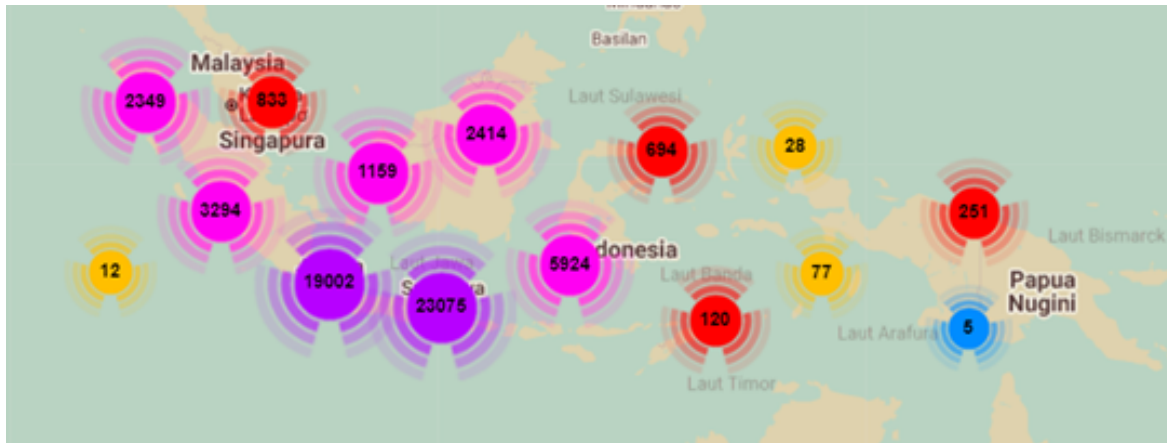 Basilan
Malaysia
2349
833
Laut Sulawesi
2414
Singapura
694
28
1159
3294
251
Laut Bismarck
donesia
12
19002
5924
Laut Banda
77
Papua
Nugini
23075
120
5
Laut Arafura
Laut Timor